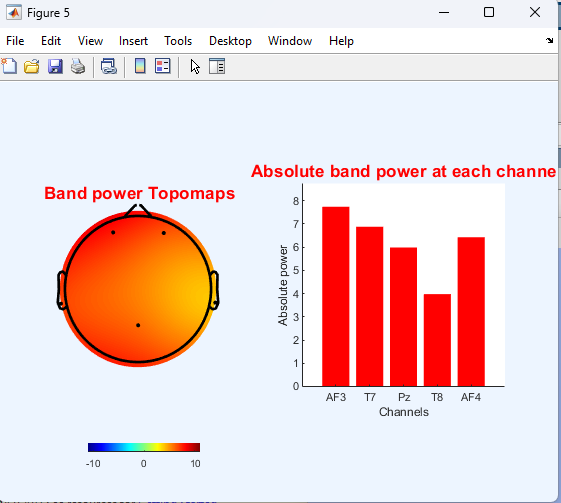 Figure 5
File Edit View Insert Tools Desktop Window Help
Band power Topomaps
-10 0 10
Absolute band power at each channe
Absolute power
8
7
6
5
4
3
2
1
0
AF3 T7 Pz T8 AF4
Channels